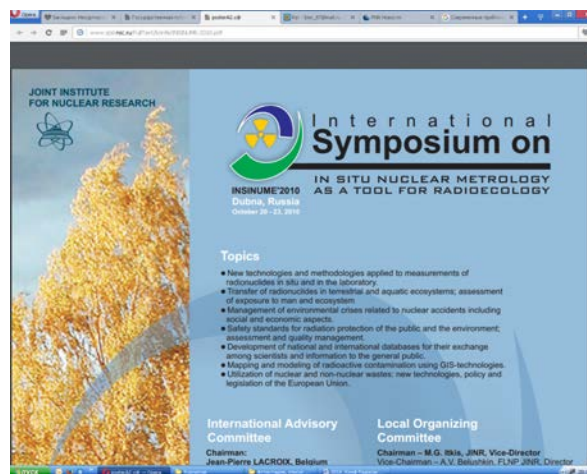 Opera
JOINT INSTITUTE
FOR NUCLEAR RESEARCH
International
Symposium on
IN SITU NUCLEAR METROLOGY
AS A TOOL FOR RADIOECOLOGY
INSINUME'2010
Dubna, Russia
October 20 - 23, 2010
Topics
● New technologies and methodologies applied to measurements of
radionuclides in situ and in the laboratory.
● Transfer of radionuclides in terrestrial and aquatic ecosystems; assessment
of exposure to man and ecosystem
● Management of environmental crises related to nuclear accidents including
social and economic aspects.
● Safety standards for radiation protection of the public and the environment;
assessment and quality management.
● Development of national and international databases for their exchange
among scientists and information to the general public.
● Mapping and modeling of radioactive contamination using GIS-technologies.
● Utilization of nuclear and non-nuclear wastes: new technologies, policy and
legislation of the European Union.
International Advisory
Committee
Chairman:
Jean-Pierre LACROIX, Belgium
Local Organizing
Committee
Chairman – M.G. Itkis, JINR, Vice-Director
Vice-Chairman – A.V. Belushkin, FLNP JINR, Director